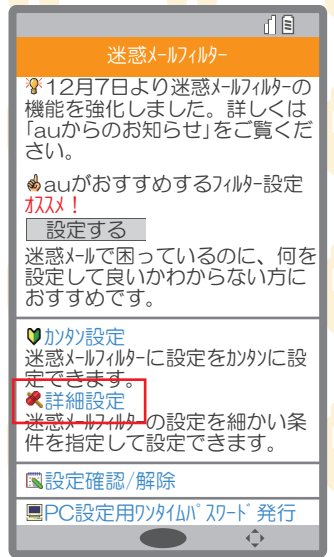 迷惑ﾒｰﾙﾌｨﾙﾀｰ
12月7日より迷惑ﾒｰﾙﾌｨﾙﾀｰの
機能を強化しました。詳しくは
｢auからのお知らせ｣をご覧くだ
さい。
auがおすすめするﾌｨﾙﾀｰ設定
ｵｽｽﾒ！
設定する
迷惑ﾒｰﾙで困っているのに、何を
設定して良いかわからない方に
おすすめです。
ｶﾝﾀﾝ設定
迷惑ﾒｰﾙﾌｨﾙﾀｰに設定をｶﾝﾀﾝに設
定できます。
詳細設定
迷惑ﾒｰﾙﾌｨﾙﾀｰの設定を細かい条
件を指定して設定できます。
設定確認/解除
PC設定用ﾜﾝﾀｲﾑﾊﾟｽﾜｰﾄﾞ発行